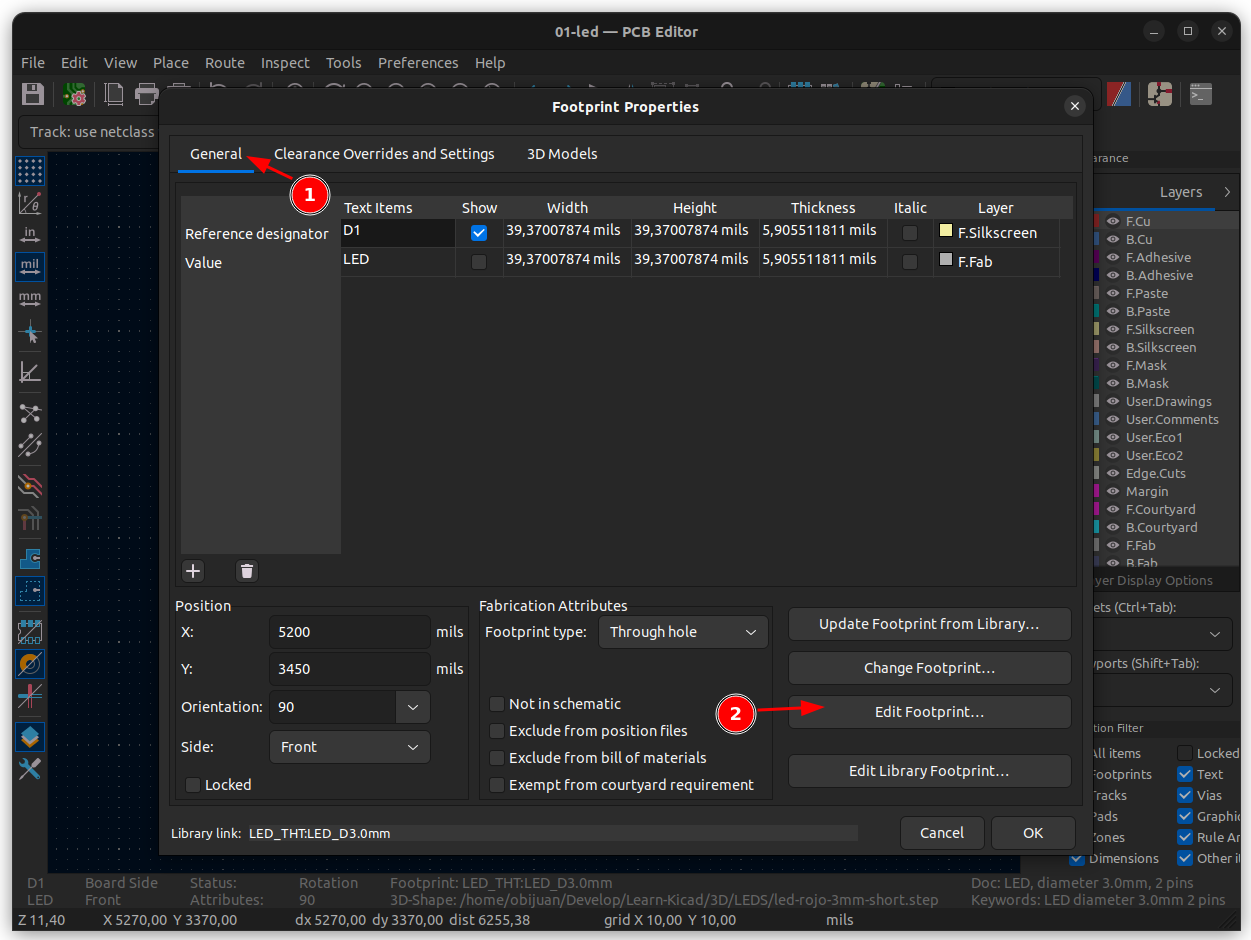 01-led — PCB Editor
File Edit View Place Route Inspect Tools Preferences Help
Footprint Properties
Track: use netclass
General Clearance Overrides and Settings 3D Models
1
Text Items Show Width Height Thickness Italic Layer
Reference designator D1 39,37007874 mils 39,37007874 mils 5,905511811 mils F.Silkscreen
Value LED 39,37007874 mils 39,37007874 mils 5,905511811 mils F.Fab
in
mil
mm
Position
X: 5200 mils
Y: 3450 mils
Orientation: 90
Side: Front
Locked
Fabrication Attributes
Footprint type: Through hole
Not in schematic
Exclude from position files
Exclude from bill of materials
Exempt from courtyard requirement
Update Footprint from Library...
Change Footprint...
2
Edit Footprint...
Edit Library Footprint...
Library link: LED_THT:LED_D3.0mm
Cancel OK
arance
Layers
F.Cu
B.Cu
F.Adhesive
B.Adhesive
F.Paste
B.Paste
F.Silkscreen
B.Silkscreen
F.Mask
B.Mask
User.Drawings
User.Comments
User.Eco1
User.Eco2
Edge.Cuts
Margin
F.Courtyard
B.Courtyard
F.Fab
B.Fab
yer Display Options
ets (Ctrl+Tab):
ports (Shift+Tab):
tion Filter
All items Locked
Footprints Text
Tracks Vias
Pads Graphi
Zones Rule Ar
Dimensions Other i
D1 Board Side Status: Rotation Footprint: LED_THT:LED_D3.0mm Doc: LED, diameter 3.0mm, 2 pins
LED Front Attributes: 90 3D-Shape: /home/obijuan/Develop/Learn-Kicad/3D/LEDS/led-rojo-3mm-short.step Keywords: LED diameter 3.0mm 2 pins
Z 11,40 X 5270,00 Y 3370,00 dx 5270,00 dy 3370,00 dist 6255,38 grid X 10,00 Y 10,00 mils